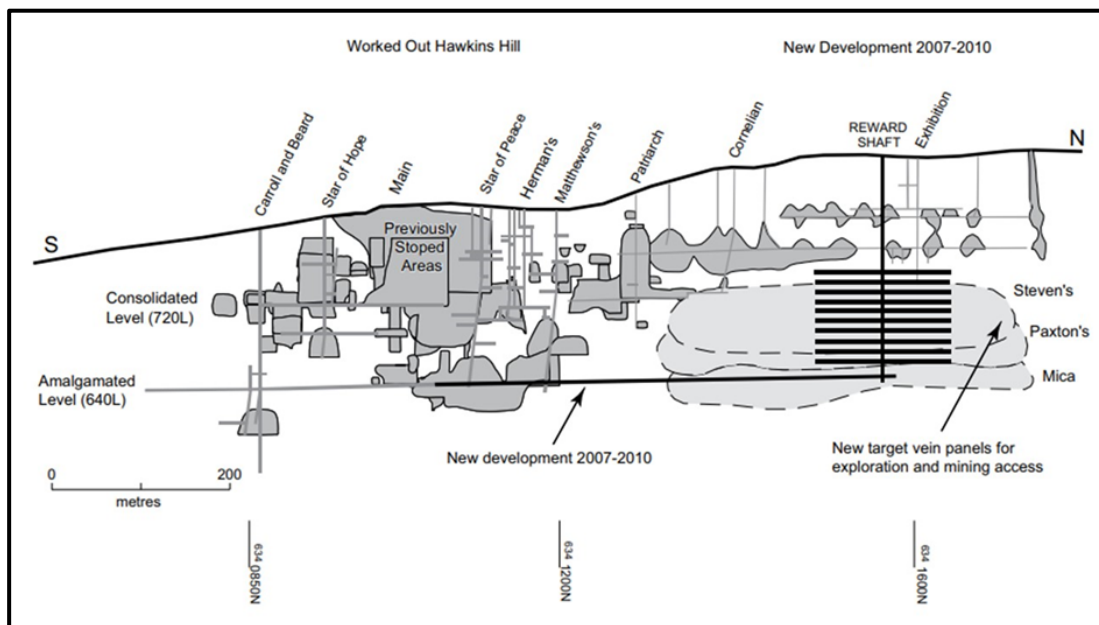 Worked Out Hawkins Hill
New Development 2007-2010
Carroll and Beard
Star of Hope
Main
Star of Peace
Herman's
Matthewson's
Patriarch
Cornelian
REWARD
SHAFT
Exhibition
N
S
Previously
Stoped
Areas
Consolidated
Level (720L)
Steven's
Paxton's
Amalgamated
Level (640L)
Mica
New development 2007-2010
New target vein panels for
exploration and mining access
0
200
metres
634 0850N
634 1200N
634 1600N